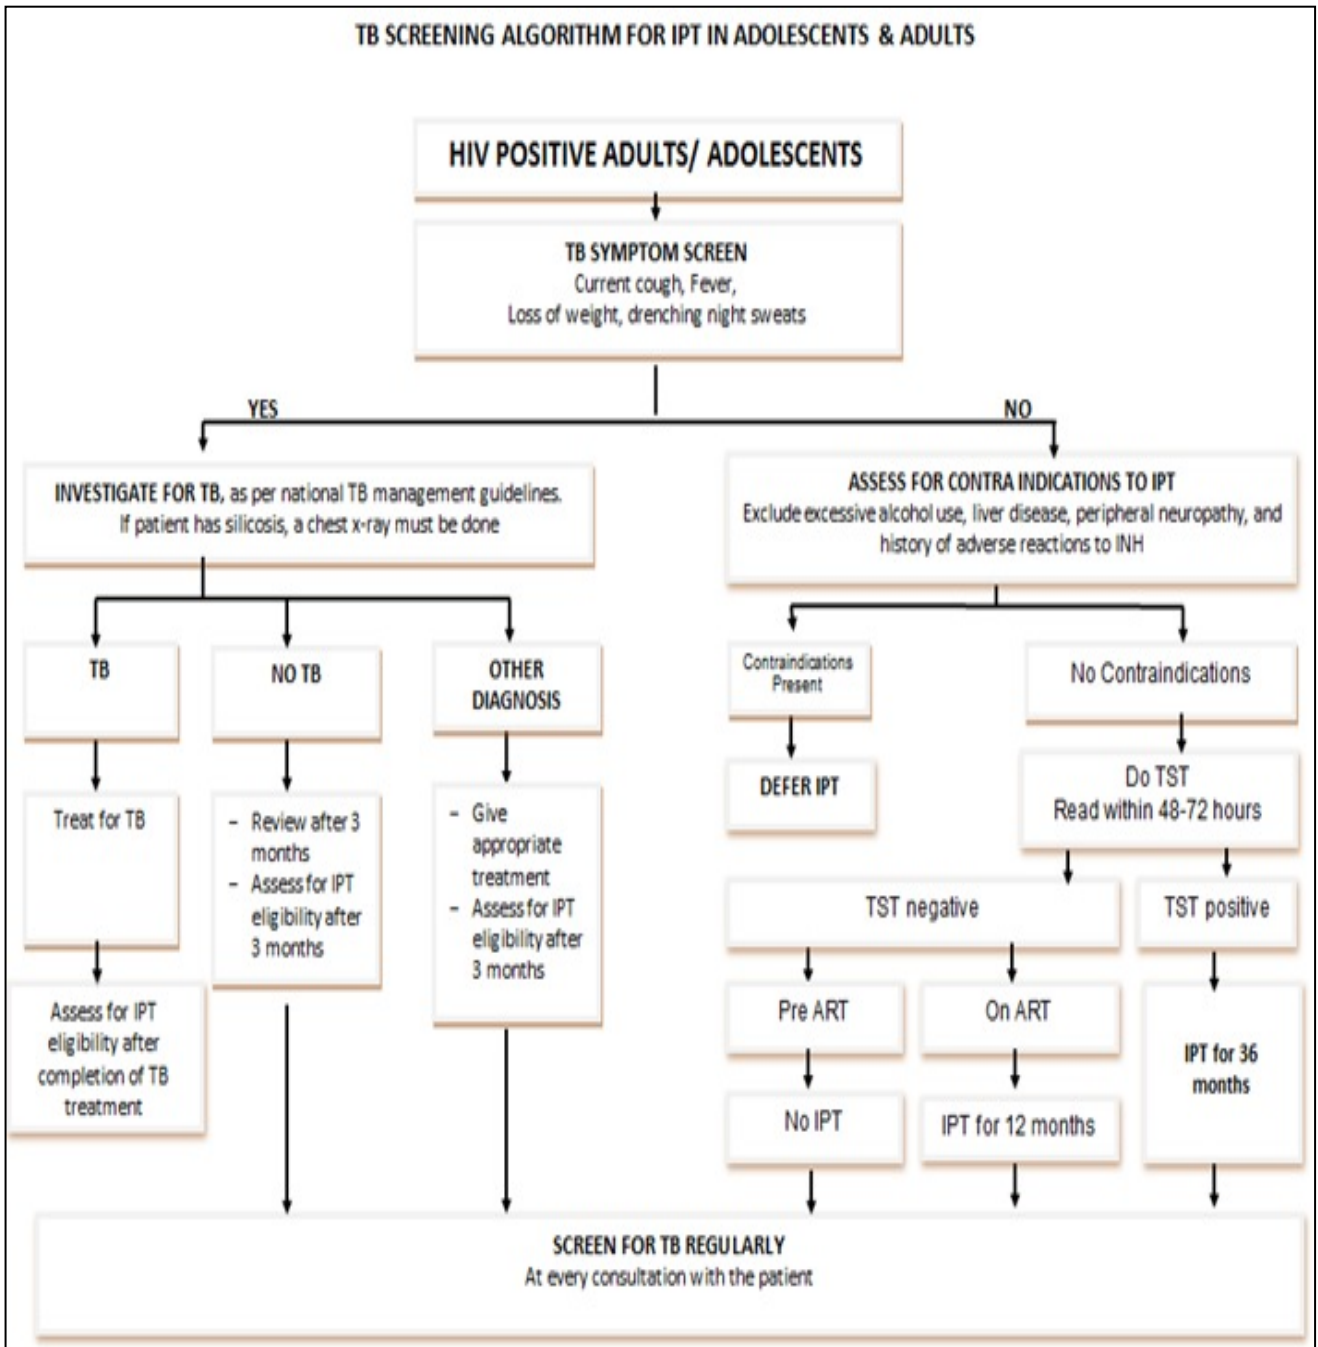 TB SCREENING ALGORITHM FOR IPT IN ADOLESCENTS & ADULTS
HIV POSITIVE ADULTS/ ADOLESCENTS
TB SYMPTOM SCREEN
Current cough, Fever,
Loss of weight, drenching night sweats
YES
NO
INVESTIGATE FOR TB, as per national TB management guidelines.
If patient has silicosis, a chest x-ray must be done
ASSESS FOR CONTRA INDICATIONS TO IPT
Exclude excessive alcohol use, liver disease, peripheral neuropathy, and
history of adverse reactions to INH
TB
NO TB
OTHER
DIAGNOSIS
Contraindications
Present
No Contraindications
Treat for TB
– Review after 3
months
– Assess for IPT
eligibility after
3 months
– Give
appropriate
treatment
– Assess for IPT
eligibility after
3 months
DEFER IPT
Do TST
Read within 48-72 hours
TST negative
TST positive
Assess for IPT
eligibility after
completion of TB
treatment
Pre ART
On ART
IPT for 36
months
No IPT
IPT for 12 months
SCREEN FOR TB REGULARLY
At every consultation with the patient